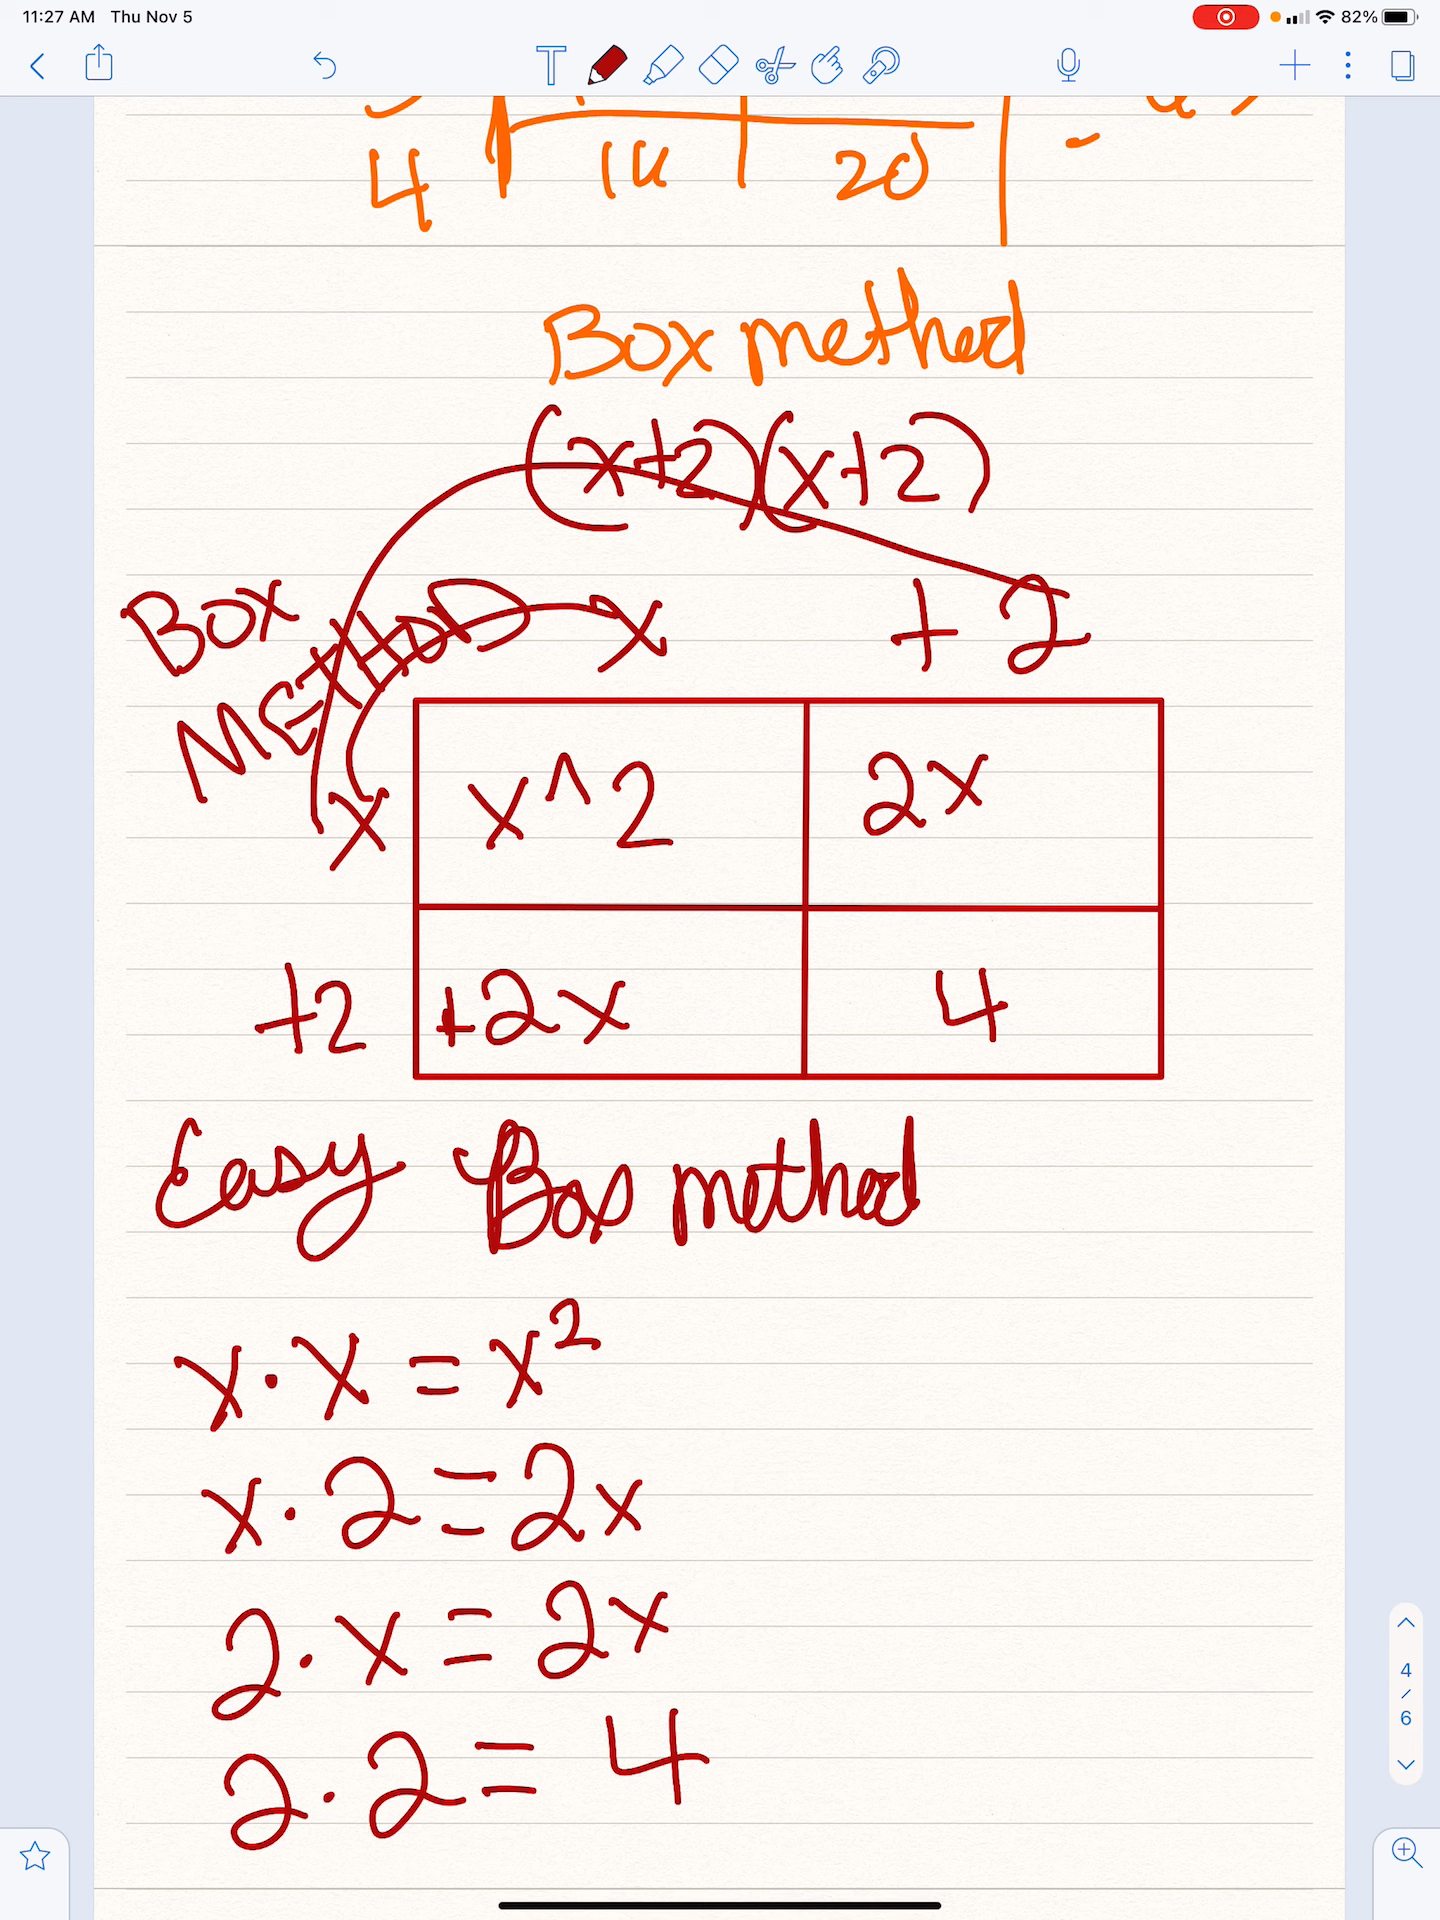 11:27 AM Thu Nov 5 82%
T
4 20
Box method
(x+2)(x+2)
Box
METHOD
x + 2
x x^2 2x
+2 +2x 4
Easy Box method
x · x = x²
x · 2 = 2x
2 · x = 2x
2 · 2 = 4
4
/
6